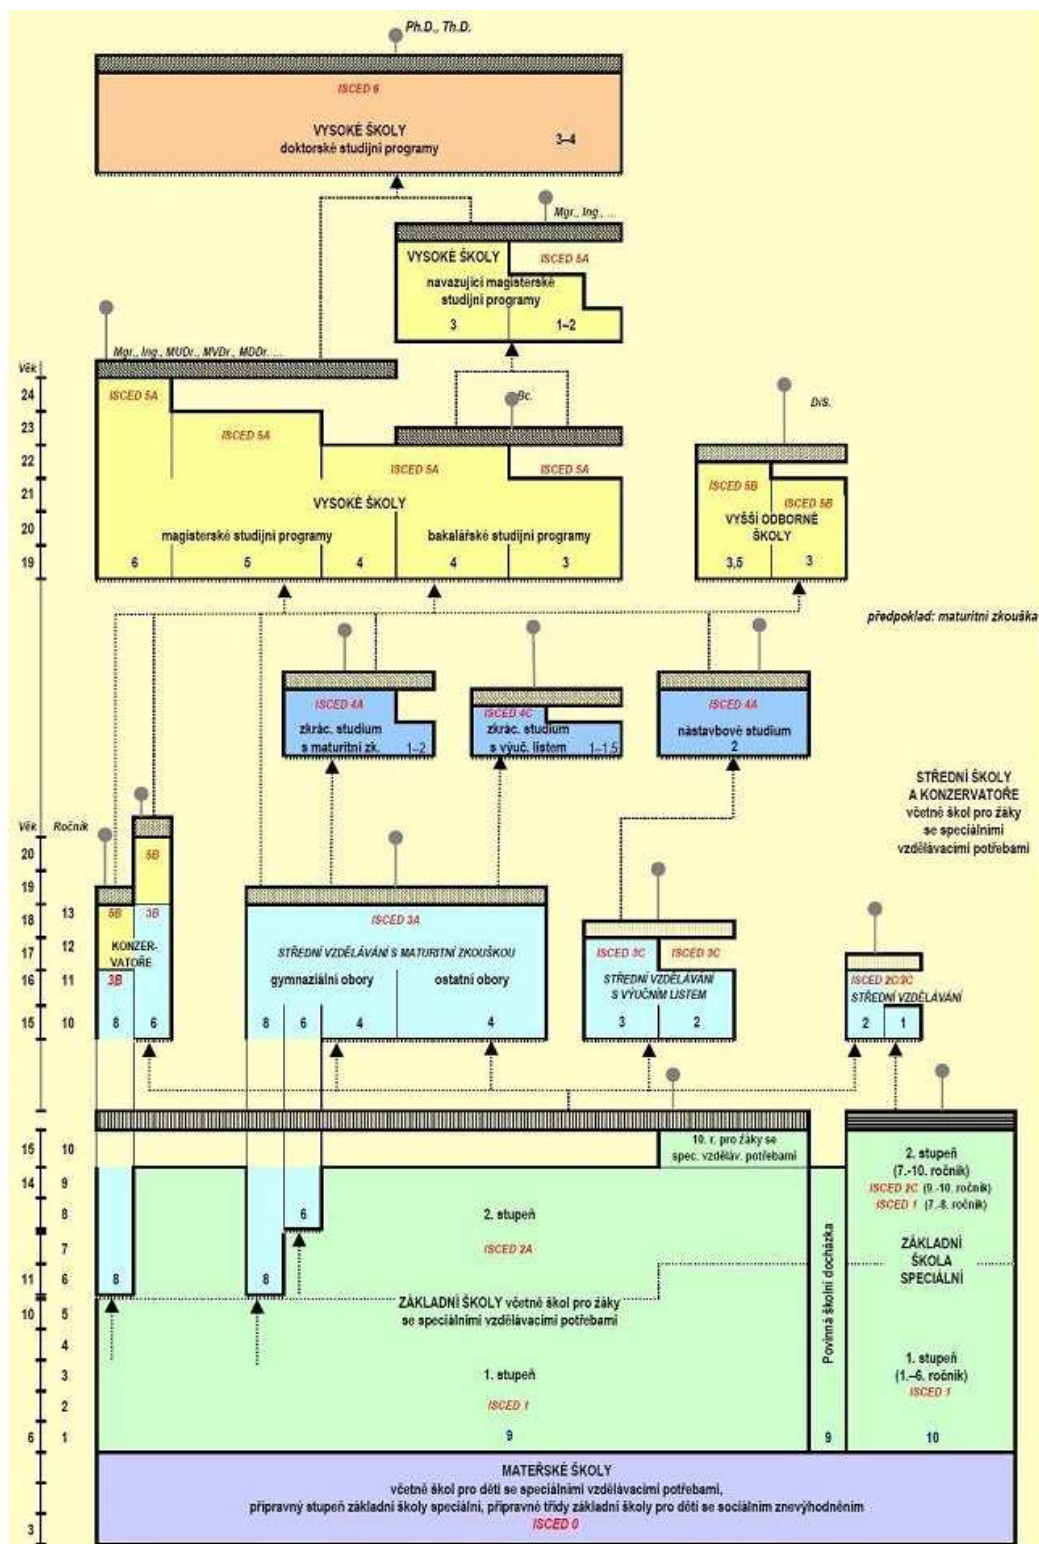 Ph.D., Th.D.
ISCED 6
VYSOKÉ ŠKOLY
doktorské studijní programy
3–4
Mgr., Ing., ...
VYSOKÉ ŠKOLY
ISCED 5A
navazující magisterské
studijní programy
3
1–2
Mgr., Ing., MUDr., MVDr., MDDr. ...
Věk
24
23
22
21
20
19
ISCED 5A
ISCED 5A
ISCED 5A
Bc.
ISCED 5A
VYSOKÉ ŠKOLY
magisterské studijní programy
bakalářské studijní programy
6
5
4
4
3
DiS.
ISCED 5B
ISCED 5B
VYŠŠÍ ODBORNÉ
ŠKOLY
3,5
3
předpoklad: maturitní zkouška
ISCED 4A
zkrác. studium
s maturitní zk.
1–2
ISCED 4C
zkrác. studium
s výuč. listem
1–1,5
ISCED 4A
nástavbové studium
2
STŘEDNÍ ŠKOLY
A KONZERVATOŘE
včetně škol pro žáky
se speciálními
vzdělávacími potřebami
Věk
Ročník
20
19
18
13
17
12
16
11
15
10
5B
5B
3B
KONZER-
VATOŘE
3B
8
6
ISCED 3A
STŘEDNÍ VZDĚLÁVÁNÍ S MATURITNÍ ZKOUŠKOU
gymnaziální obory
ostatní obory
8
6
4
4
ISCED 3C
ISCED 3C
STŘEDNÍ VZDĚLÁVÁNÍ
S VÝUČNÍM LISTEM
3
2
ISCED 2C/3C
STŘEDNÍ VZDĚLÁVÁNÍ
2
1
15
10
14
9
8
7
11
6
10
5
4
3
2
6
1
3
10. r. pro žáky se
spec. vzděláv. potřebami
8
8
6
2. stupeň
ISCED 2A
ZÁKLADNÍ ŠKOLY včetně škol pro žáky
se speciálními vzdělávacími potřebami
1. stupeň
ISCED 1
9
Povinná školní docházka
9
2. stupeň
(7.-10. ročník)
ISCED 2C (9.-10. ročník)
ISCED 1 (7.-8. ročník)
ZÁKLADNÍ
ŠKOLA
SPECIÁLNÍ
1. stupeň
(1.–6. ročník)
ISCED 1
10
MATEŘSKÉ ŠKOLY
včetně škol pro děti se speciálními vzdělávacími potřebami,
přípravný stupeň základní školy speciální, přípravné třídy základní školy pro děti se sociálním znevýhodněním
ISCED 0